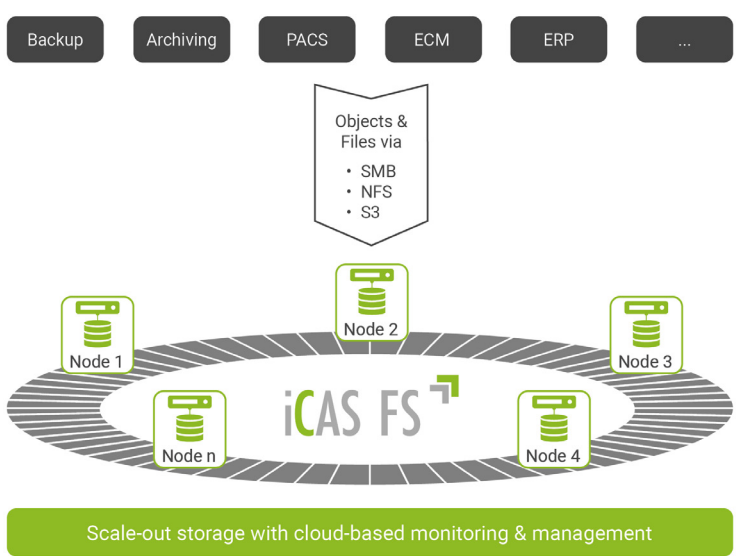 Backup
Archiving
PACS
ECM
ERP
...
Objects &
Files via
• SMB
• NFS
• S3
Node 1
Node 2
Node 3
iCAS FS
Node n
Node 4
Scale-out storage with cloud-based monitoring & management